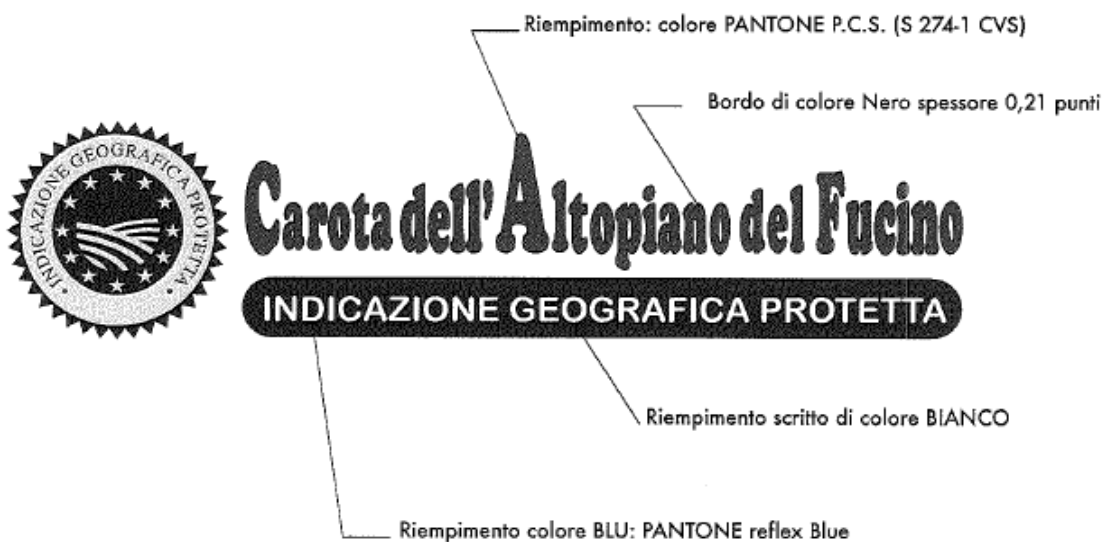 Riempimento: colore PANTONE P.C.S. (S 274-1 CVS)
Bordo di colore Nero spessore 0,21 punti
• INDICAZIONE GEOGRAFICA PROTETTA •
Carota dell'Altopiano del Fucino
INDICAZIONE GEOGRAFICA PROTETTA
Riempimento scritto di colore BIANCO
Riempimento colore BLU: PANTONE reflex Blue